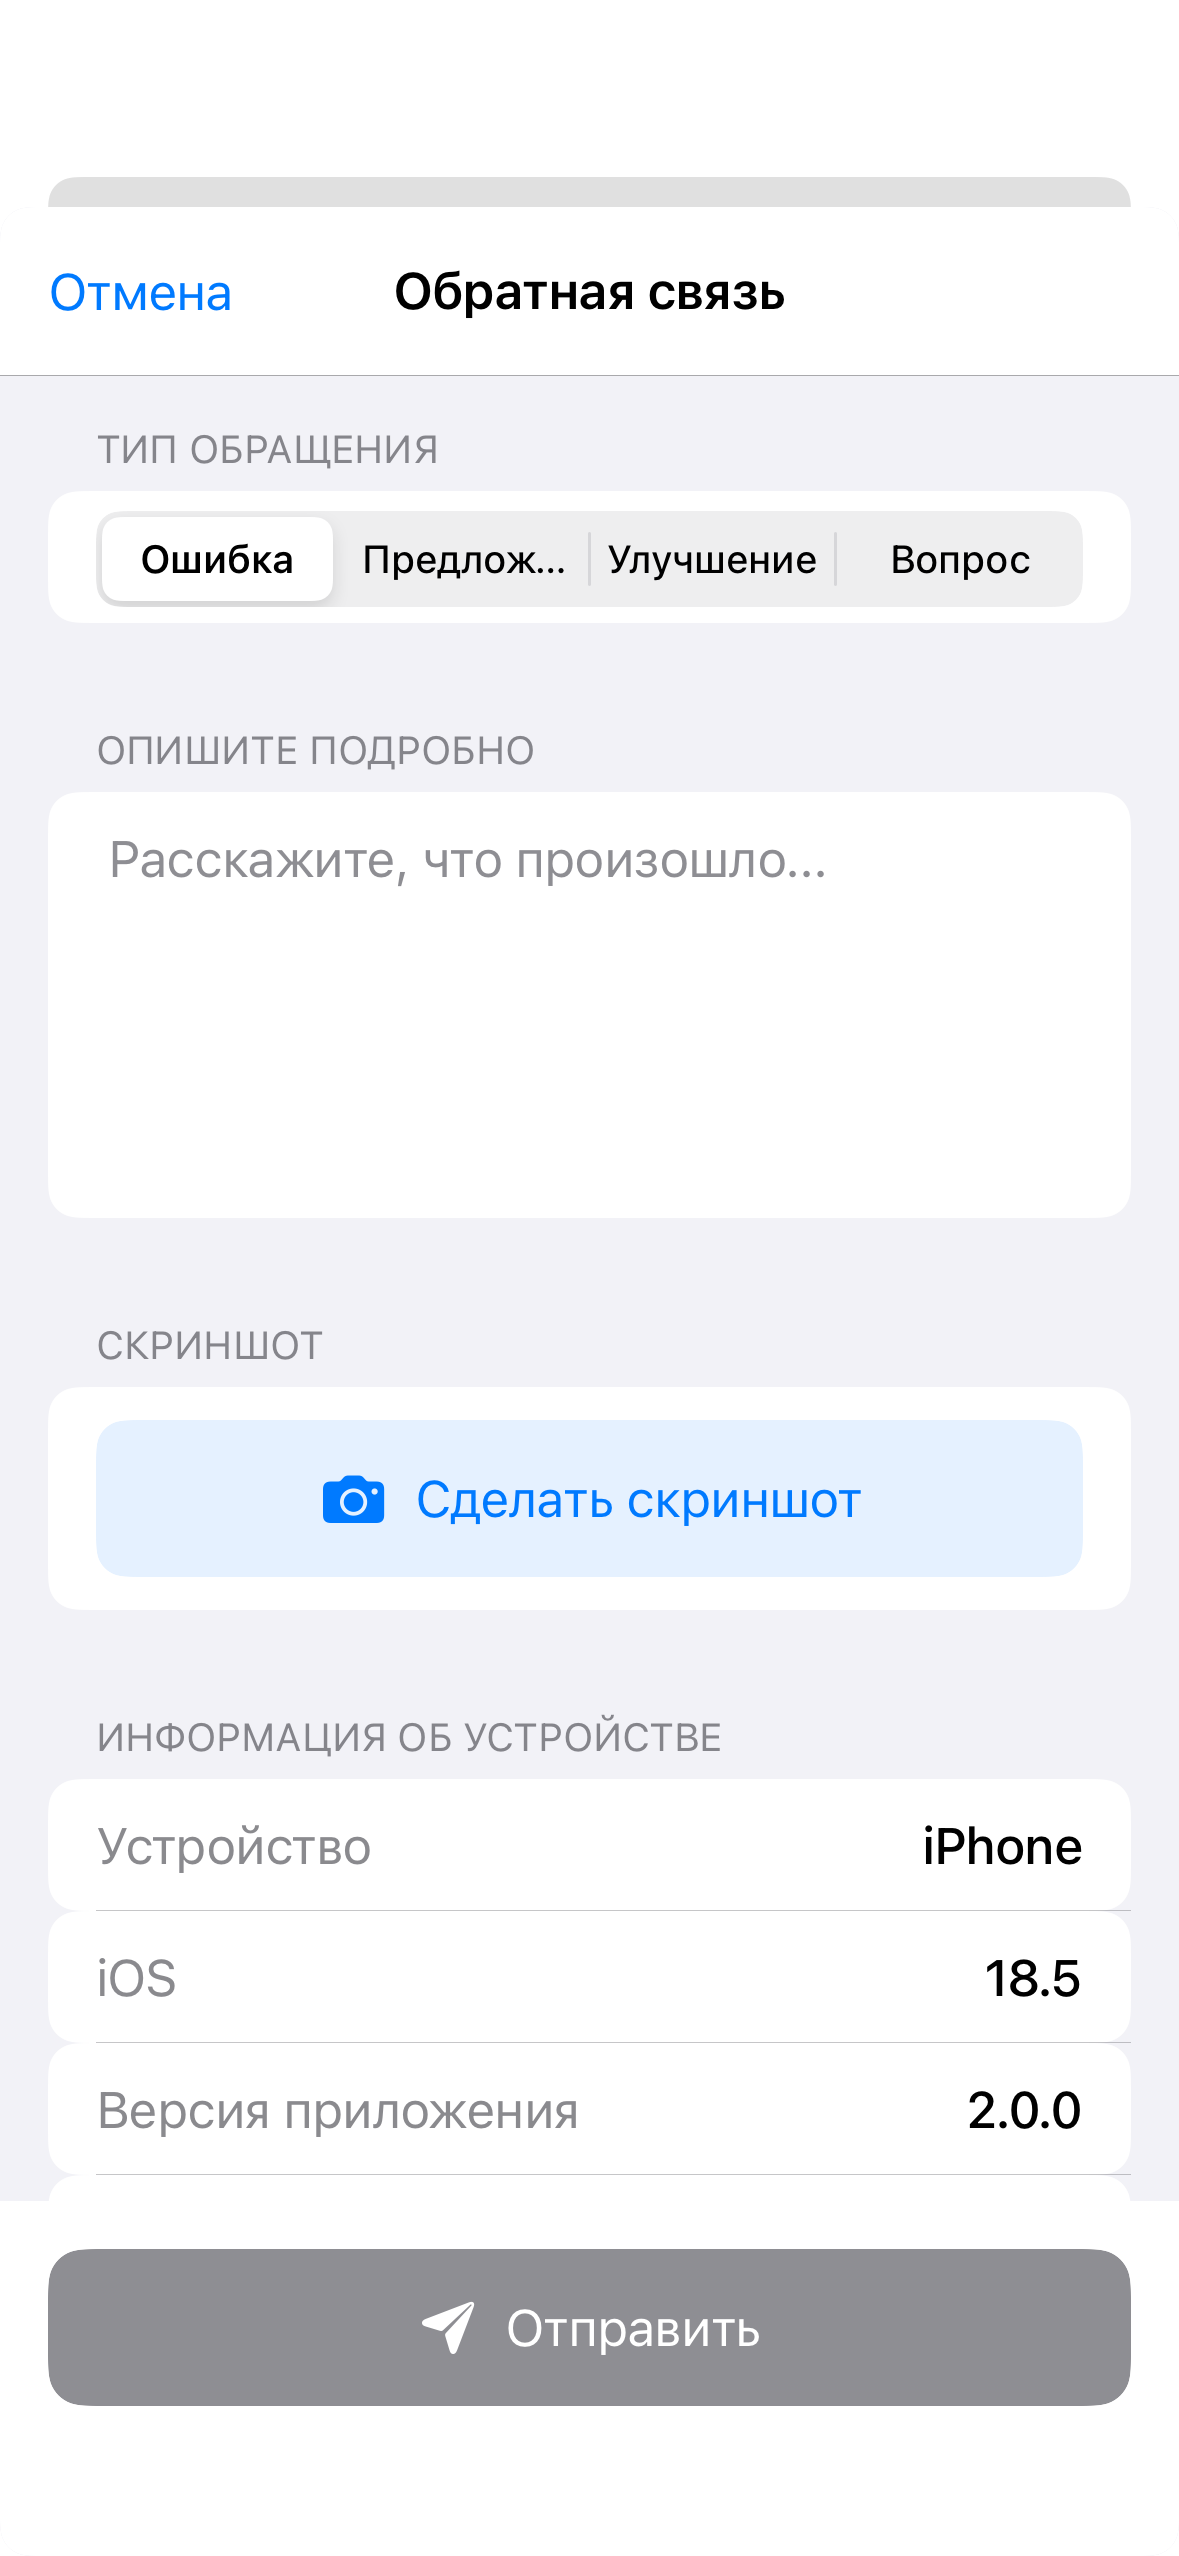 Отмена
Обратная связь
ТИП ОБРАЩЕНИЯ
Ошибка
Предлож...
Улучшение
Вопрос
ОПИШИТЕ ПОДРОБНО
Расскажите, что произошло...
СКРИНШОТ
Сделать скриншот
ИНФОРМАЦИЯ ОБ УСТРОЙСТВЕ
Устройство
iPhone
iOS
18.5
Версия приложения
2.0.0
Отправить